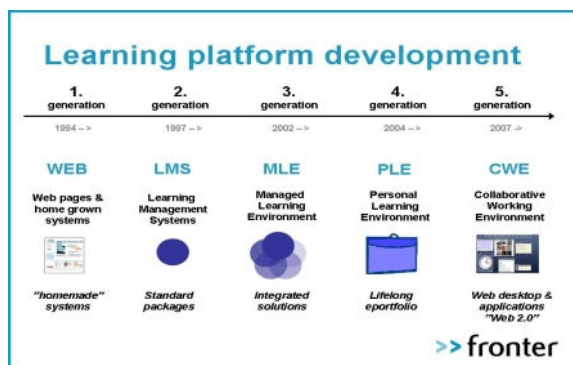 Learning platform development
1. 2. 3. 4. 5.
generation generation generation generation generation
1994 –> 1997 –> 2002 –> 2004 –> 2007 ->
WEB LMS MLE PLE CWE
Web pages &
home grown
systems
Learning
Management
Systems
Managed
Learning
Environment
Personal
Learning
Environment
Collaborative
Working
Environment
"homemade"
systems
Standard
packages
Integrated
solutions
Lifelong
eportfolio
Web desktop &
applications
"Web 2.0"
>> fronter